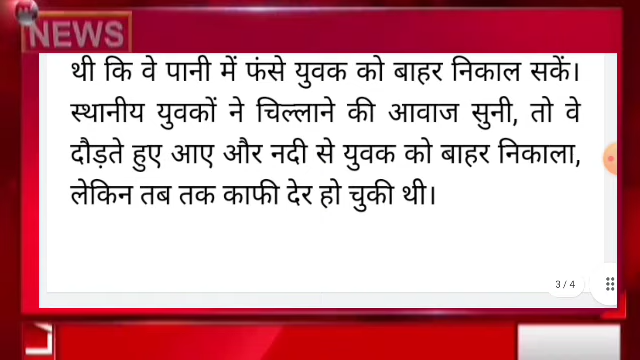 NEWS
थी कि वे पानी में फंसे युवक को बाहर निकाल सकें।
स्थानीय युवकों ने चिल्लाने की आवाज सुनी, तो वे
दौड़ते हुए आए और नदी से युवक को बाहर निकाला,
लेकिन तब तक काफी देर हो चुकी थी।
3 / 4